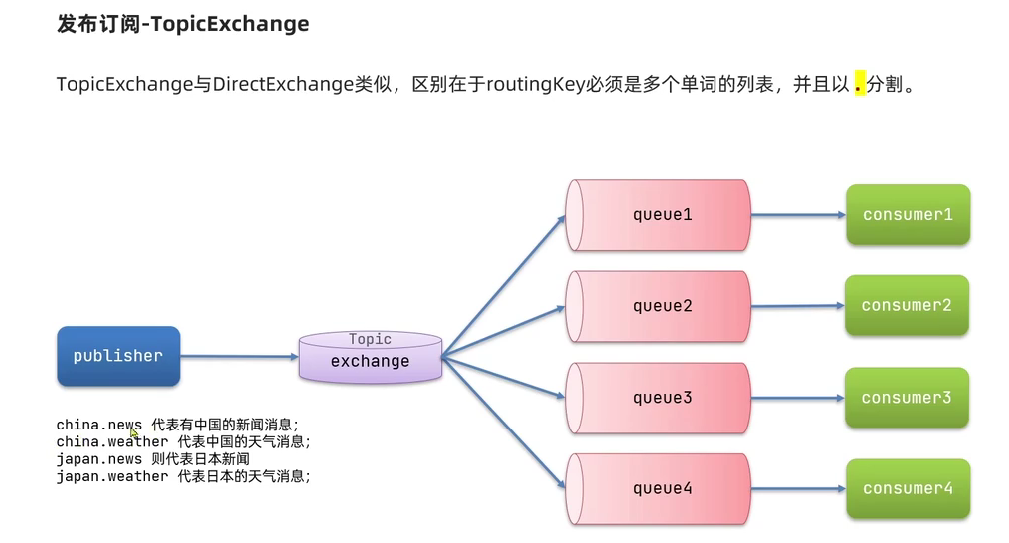 发布订阅-TopicExchange
TopicExchange与DirectExchange类似，区别在于routingKey必须是多个单词的列表，并且以 . 分割。
queue1
consumer1
queue2
consumer2
Topic
exchange
publisher
queue3
consumer3
china.news 代表有中国的新闻消息；
china.weather 代表中国的天气消息；
japan.news 则代表日本新闻
japan.weather 代表日本的天气消息；
queue4
consumer4